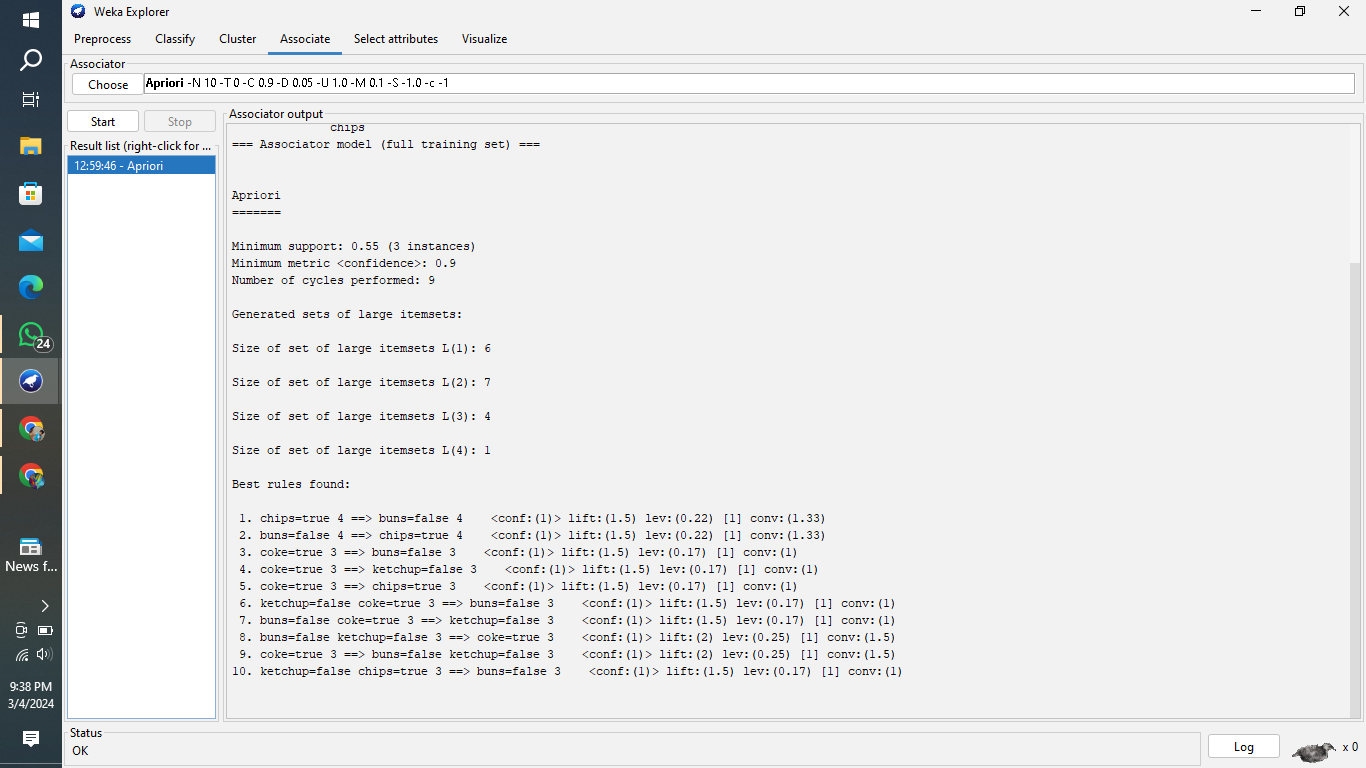 Weka Explorer
Preprocess Classify Cluster Associate Select attributes Visualize
Associator
Choose Apriori -N 10 -T 0 -C 0.9 -D 0.05 -U 1.0 -M 0.1 -S -1.0 -c -1
Start Stop
Result list (right-click for ...
12:59:46 - Apriori
Associator output
chips
=== Associator model (full training set) ===
Apriori
=======
Minimum support: 0.55 (3 instances)
Minimum metric <confidence>: 0.9
Number of cycles performed: 9
Generated sets of large itemsets:
Size of set of large itemsets L(1): 6
Size of set of large itemsets L(2): 7
Size of set of large itemsets L(3): 4
Size of set of large itemsets L(4): 1
Best rules found:
1. chips=true 4 ==> buns=false 4 <conf:(1)> lift:(1.5) lev:(0.22) [1] conv:(1.33)
2. buns=false 4 ==> chips=true 4 <conf:(1)> lift:(1.5) lev:(0.22) [1] conv:(1.33)
3. coke=true 3 ==> buns=false 3 <conf:(1)> lift:(1.5) lev:(0.17) [1] conv:(1)
4. coke=true 3 ==> ketchup=false 3 <conf:(1)> lift:(1.5) lev:(0.17) [1] conv:(1)
5. coke=true 3 ==> chips=true 3 <conf:(1)> lift:(1.5) lev:(0.17) [1] conv:(1)
6. ketchup=false coke=true 3 ==> buns=false 3 <conf:(1)> lift:(1.5) lev:(0.17) [1] conv:(1)
7. buns=false coke=true 3 ==> ketchup=false 3 <conf:(1)> lift:(1.5) lev:(0.17) [1] conv:(1)
8. buns=false ketchup=false 3 ==> coke=true 3 <conf:(1)> lift:(2) lev:(0.25) [1] conv:(1.5)
9. coke=true 3 ==> buns=false ketchup=false 3 <conf:(1)> lift:(2) lev:(0.25) [1] conv:(1.5)
10. ketchup=false chips=true 3 ==> buns=false 3 <conf:(1)> lift:(1.5) lev:(0.17) [1] conv:(1)
Status
OK
Log
x 0
24
News f...
9:38 PM
3/4/2024